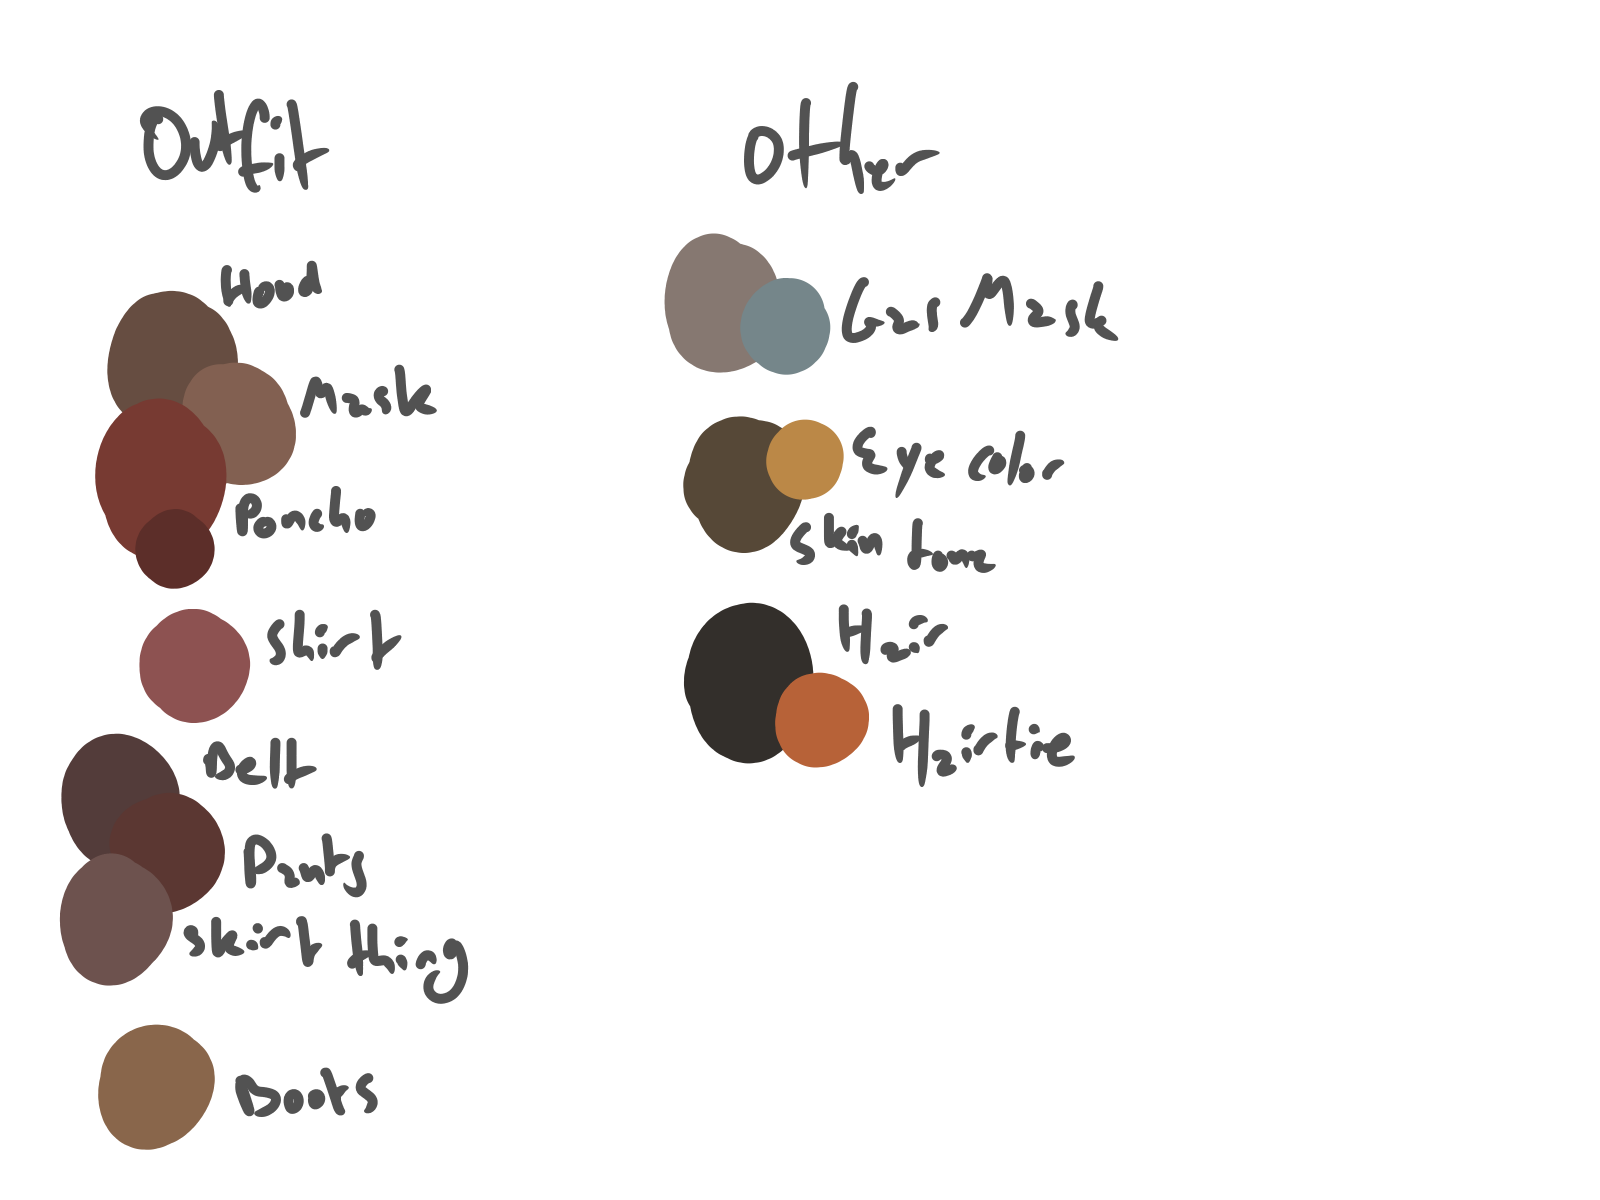 Outfit
Hood
Mask
Poncho
Shirt
Belt
Pants
skirt thing
Boots
Other
Gas Mask
Eye color
skin tone
Hair
Hairtie